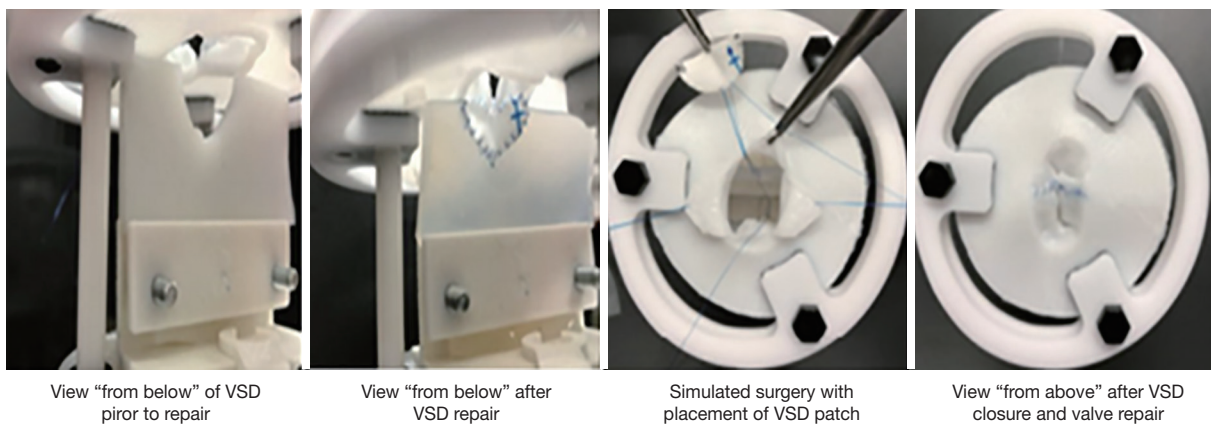 View “from below” of VSD
piror to repair
View “from below” after
VSD repair
Simulated surgery with
placement of VSD patch
View “from above” after VSD
closure and valve repair